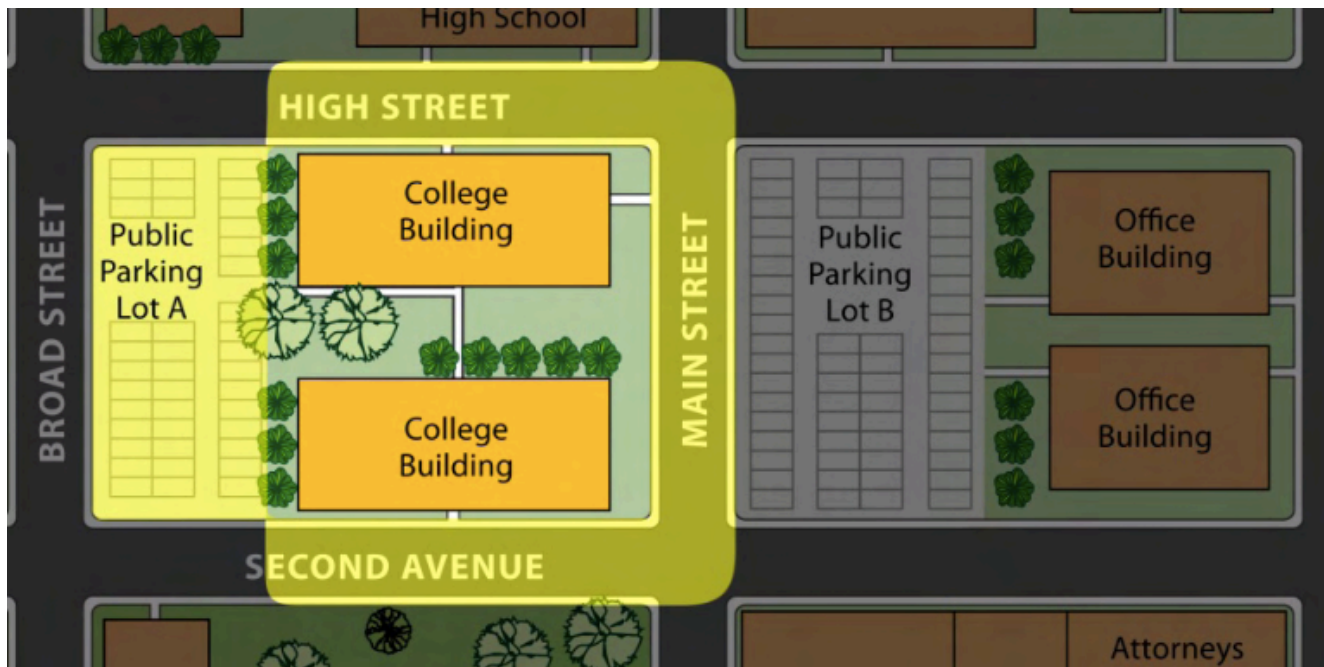 High School
HIGH STREET
College
Building
Public
Parking
Lot A
BROAD STREET
MAIN STREET
Public
Parking
Lot B
Office
Building
College
Building
Office
Building
SECOND AVENUE
Attorneys